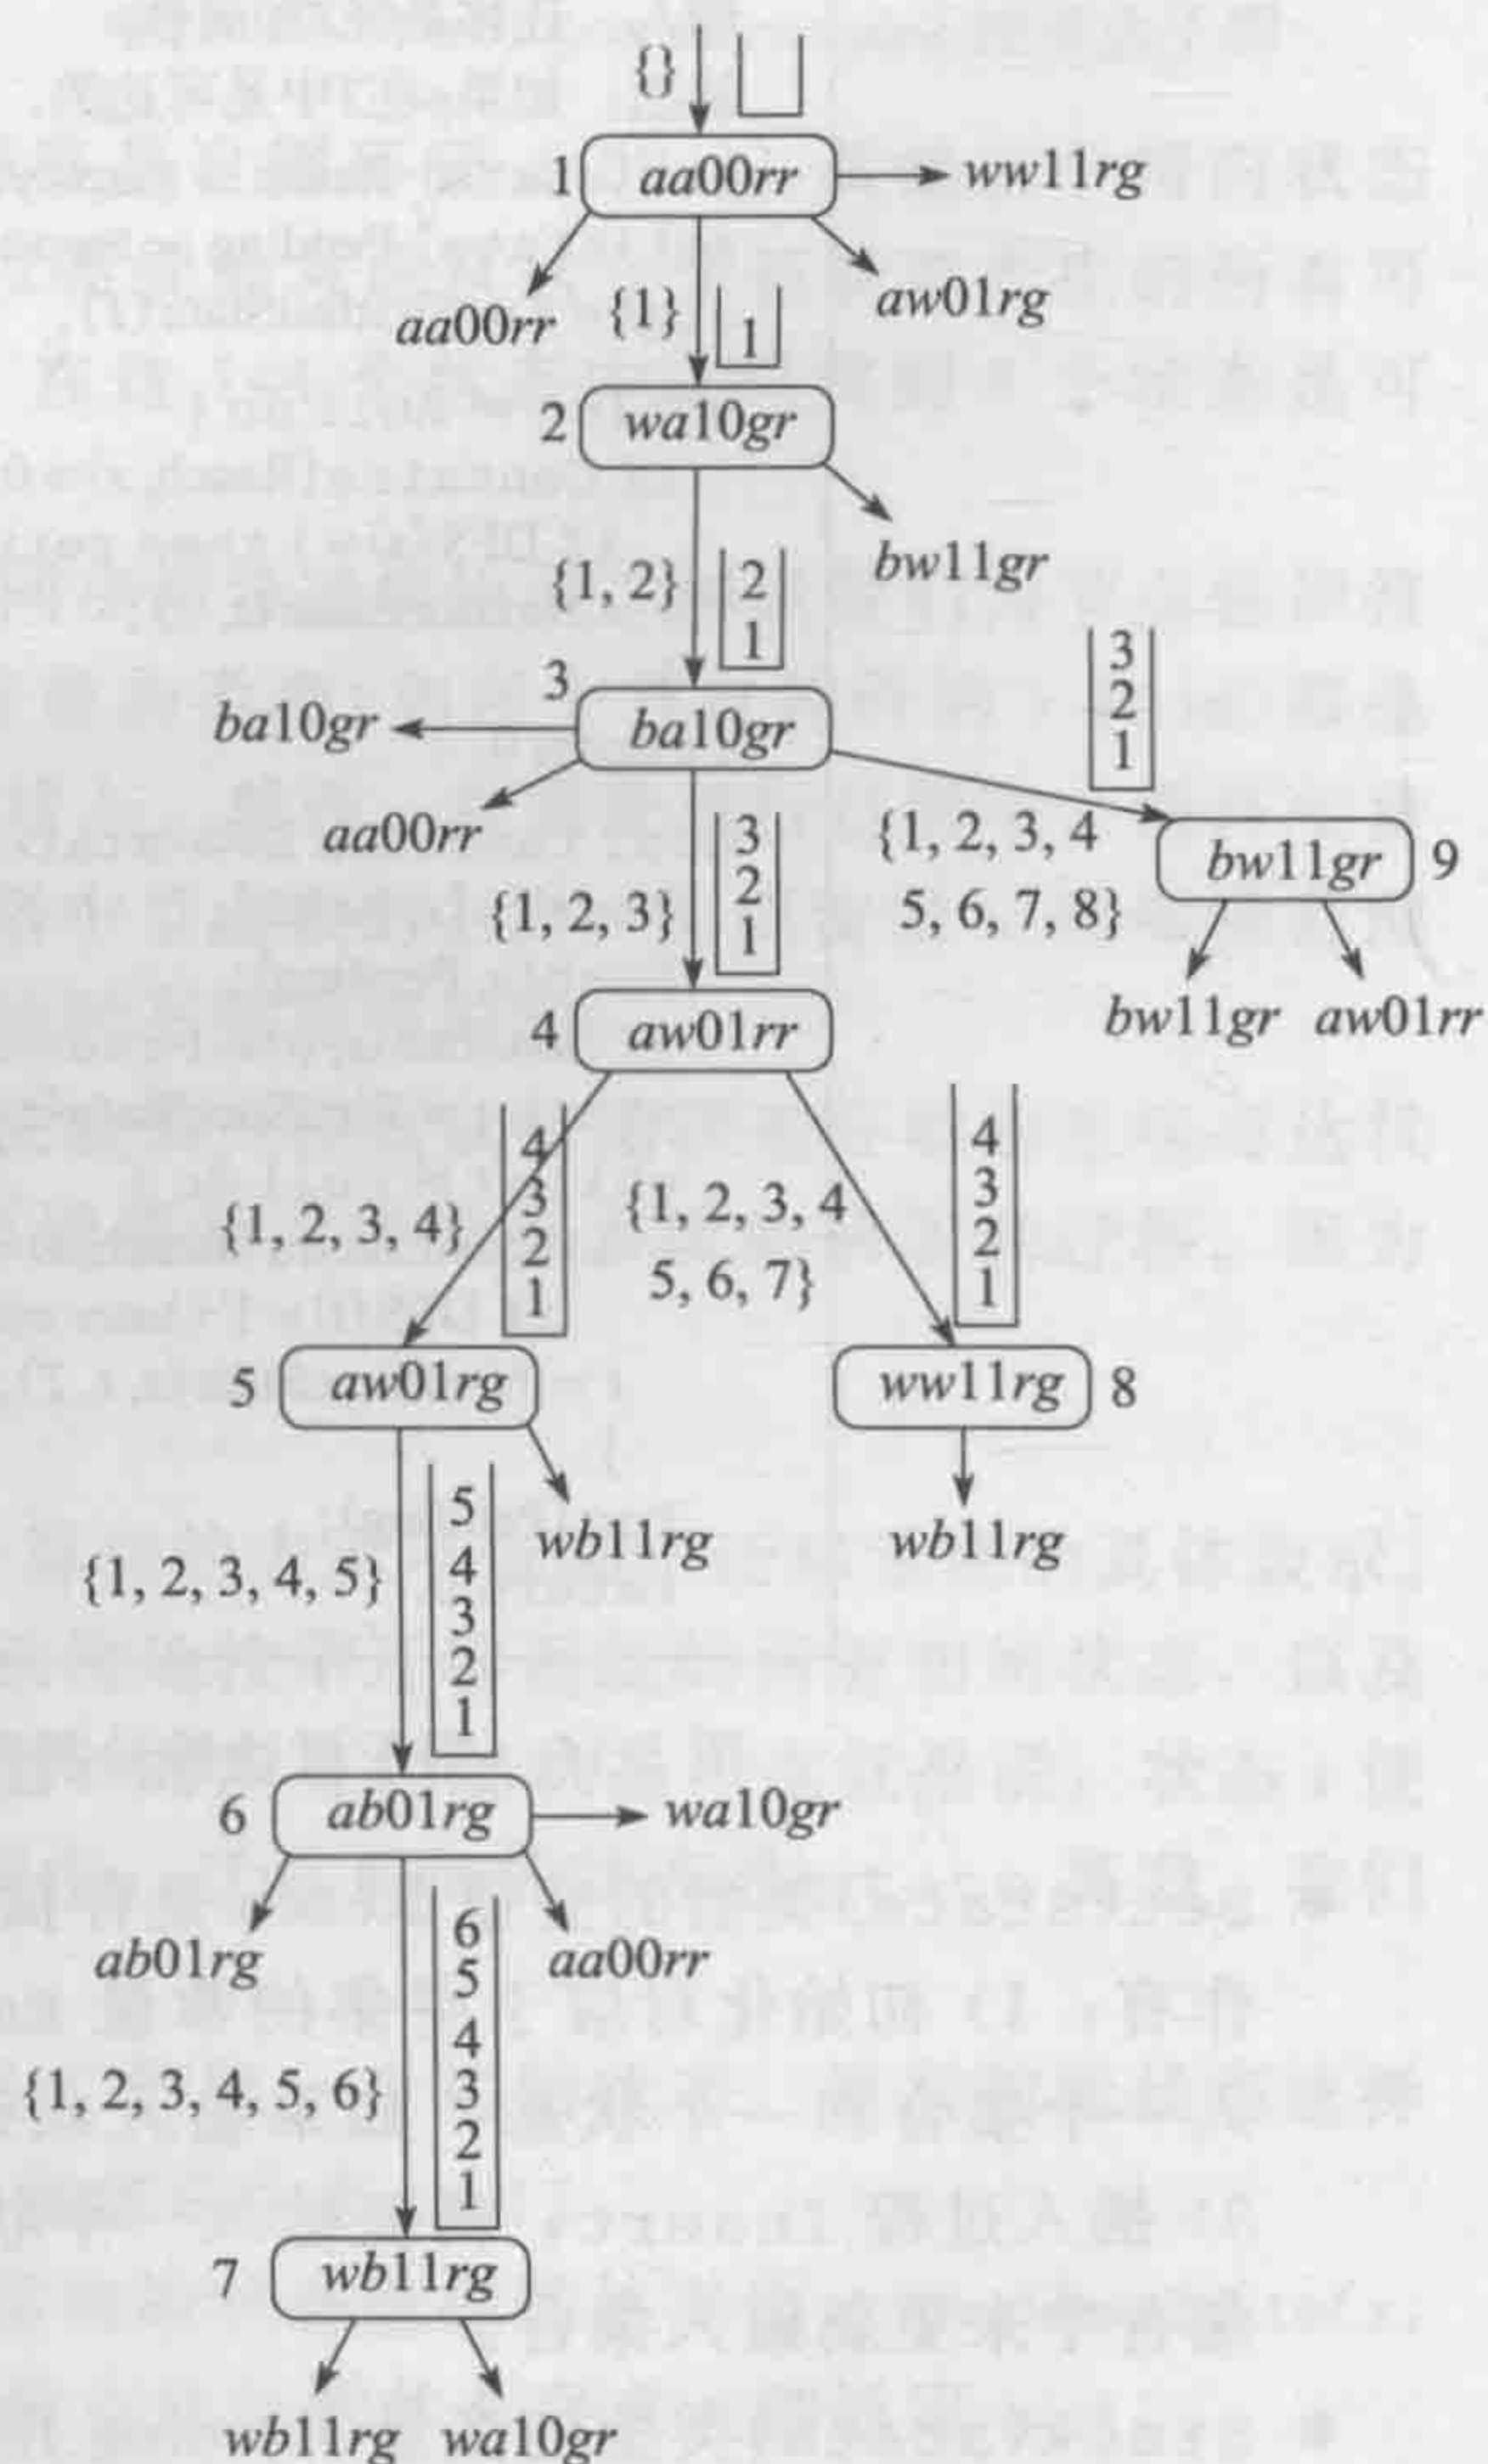 {}
1 aa00rr ww11rg
aa00rr {1} 1 aw01rg
2 wa10gr
bw11gr
{1, 2} 2
1
3
2
1
3 ba10gr
ba10gr
aa00rr
{1, 2, 3} 3
2
1
{1, 2, 3, 4
5, 6, 7, 8}
bw11gr 9
bw11gr aw01rr
4 aw01rr
{1, 2, 3, 4} 4
3
2
1
{1, 2, 3, 4
5, 6, 7}
4
3
2
1
5 aw01rg
ww11rg 8
wb11rg
wb11rg
{1, 2, 3, 4, 5} 5
4
3
2
1
6 ab01rg wa10gr
ab01rg
aa00rr
{1, 2, 3, 4, 5, 6} 6
5
4
3
2
1
7 wb11rg
wb11rg wa10gr